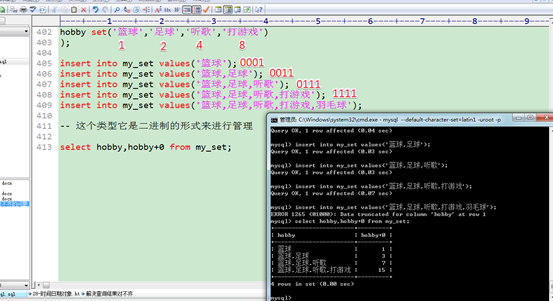 402 hobby set('篮球','足球','听歌','打游戏')
403 );
1 2 4 8
404
405 insert into my_set values('篮球'); 0001
406 insert into my_set values('篮球,足球'); 0011
407 insert into my_set values('篮球,足球,听歌'); 0111
408 insert into my_set values('篮球,足球,听歌,打游戏'); 1111
409 insert into my_set values('篮球,足球,听歌,打游戏,羽毛球');
410
411 -- 这个类型它是二进制的形式来进行管理
412
413 select hobby,hobby+0 from my_set;
管理员: C:\Windows\system32\cmd.exe - mysql --default-character-set=latin1 -uroot -p
Query OK, 1 row affected (0.04 sec)
mysql> insert into my_set values('篮球,足球');
Query OK, 1 row affected (0.03 sec)
mysql> insert into my_set values('篮球,足球,听歌');
Query OK, 1 row affected (0.03 sec)
mysql> insert into my_set values('篮球,足球,听歌,打游戏');
Query OK, 1 row affected (0.07 sec)
mysql> insert into my_set values('篮球,足球,听歌,打游戏,羽毛球');
ERROR 1265 (01000): Data truncated for column 'hobby' at row 1
mysql> select hobby,hobby+0 from my_set;
| hobby | hobby+0 |
| 篮球 | 1 |
| 篮球,足球 | 3 |
| 篮球,足球,听歌 | 7 |
| 篮球,足球,听歌,打游戏 | 15 |
4 rows in set (0.00 sec)
mysql>